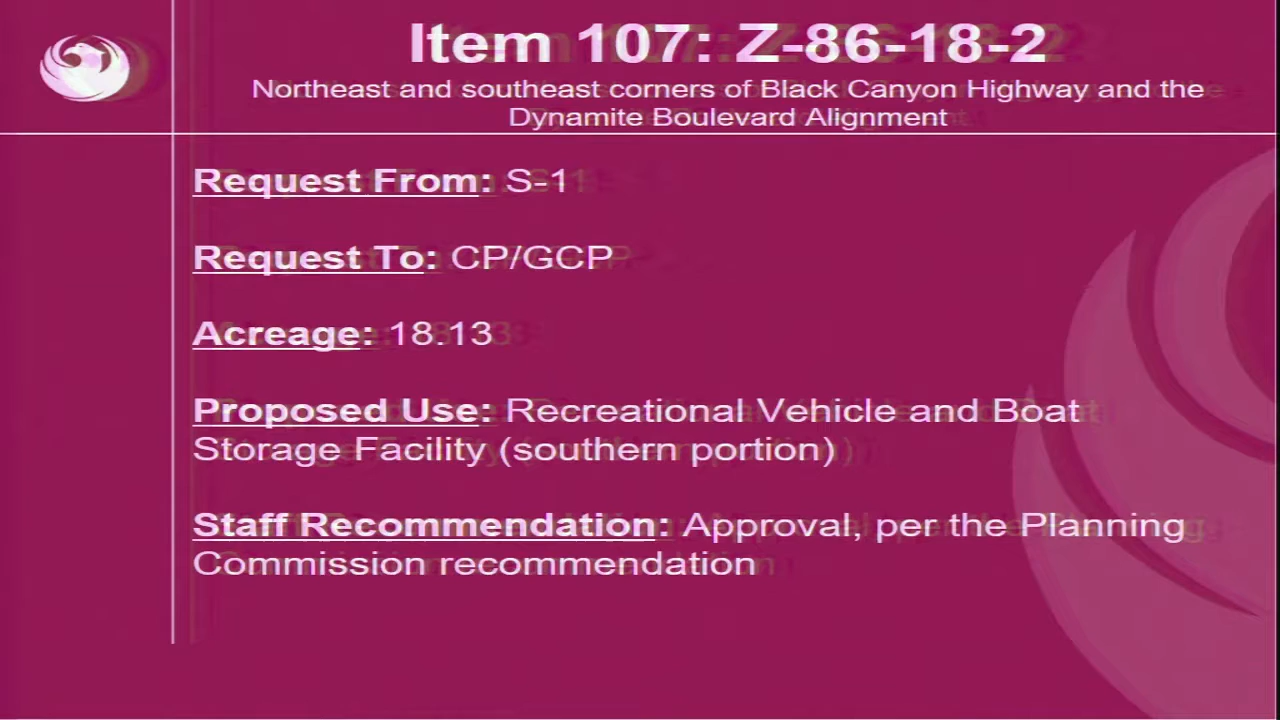 Item 107: Z-86-18-2
Northeast and southeast corners of Black Canyon Highway and the
Dynamite Boulevard Alignment
Request From: S-1
Request To: CP/GCP
Acreage: 18.13
Proposed Use: Recreational Vehicle and Boat
Storage Facility (southern portion)
Staff Recommendation: Approval, per the Planning
Commission recommendation